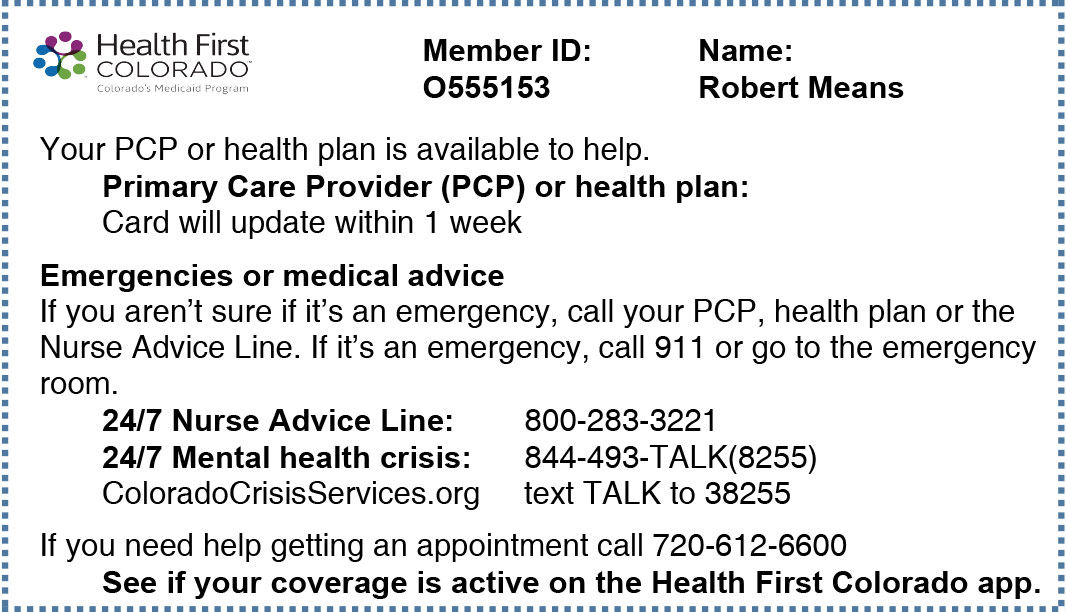 Health First
COLORADO™
Colorado's Medicaid Program
Member ID:
O555153
Name:
Robert Means
Your PCP or health plan is available to help.
Primary Care Provider (PCP) or health plan:
Card will update within 1 week
Emergencies or medical advice
If you aren’t sure if it’s an emergency, call your PCP, health plan or the
Nurse Advice Line. If it’s an emergency, call 911 or go to the emergency
room.
24/7 Nurse Advice Line: 800-283-3221
24/7 Mental health crisis: 844-493-TALK(8255)
ColoradoCrisisServices.org text TALK to 38255
If you need help getting an appointment call 720-612-6600
See if your coverage is active on the Health First Colorado app.